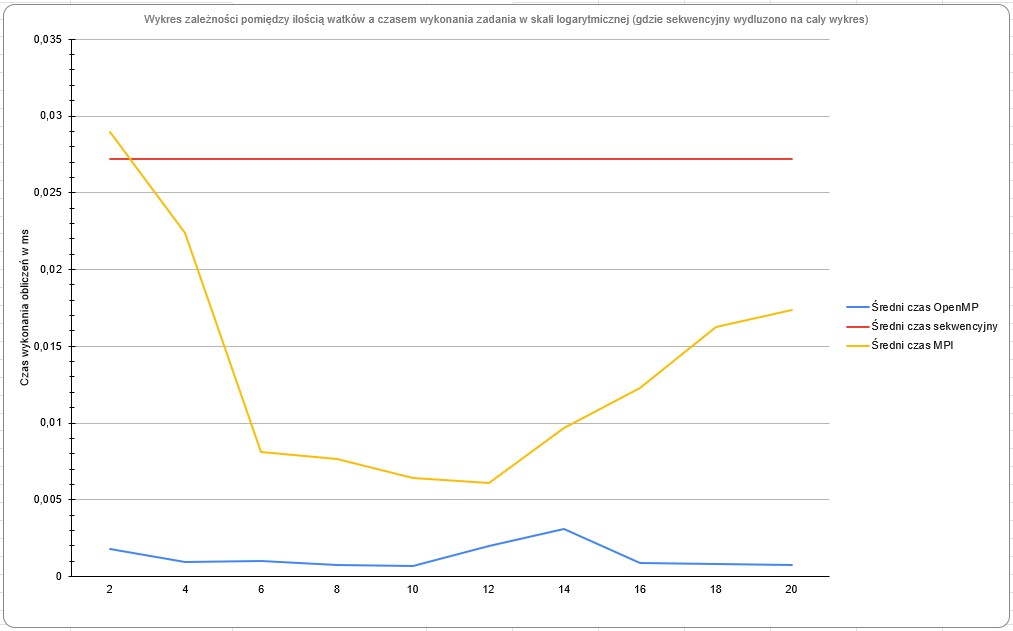 Wykres zależności pomiędzy ilością watków a czasem wykonania zadania w skali logarytmicznej (gdzie sekwencyjny wydluzono na caly wykres)
0,035
0,03
0,025
0,02
0,015
0,01
0,005
0
Czas wykonania obliczeń w ms
2 4 6 8 10 12 14 16 18 20
Średni czas OpenMP
Średni czas sekwencyjny
Średni czas MPI